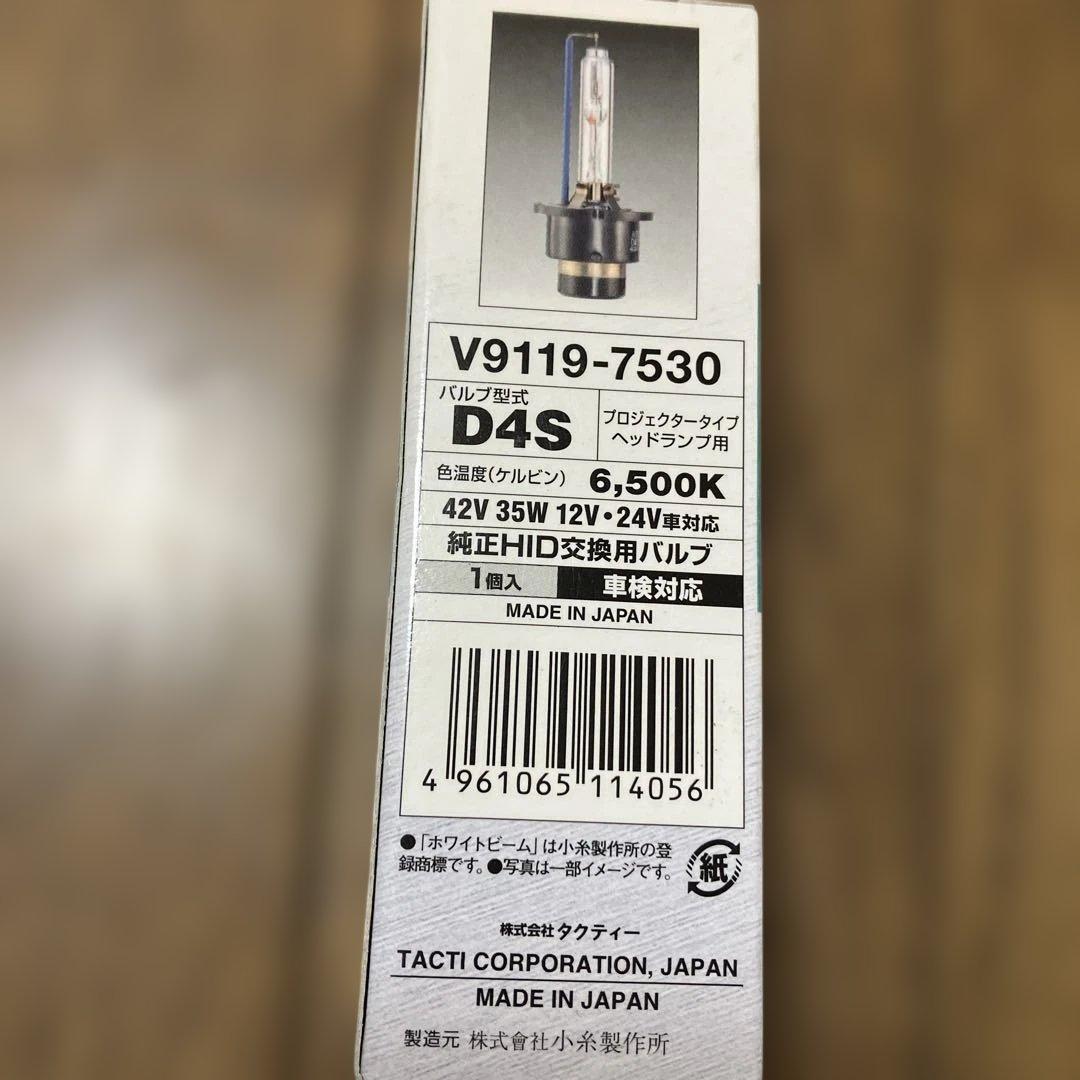 V9119-7530
バルブ型式
D4S
プロジェクタータイプ
ヘッドランプ用
色温度(ケルビン) 6,500K
42V 35W 12V・24V車対応
純正HID交換用バルブ
1個入 車検対応
MADE IN JAPAN
4 961065 114056
●「ホワイトビーム」は小糸製作所の登
録商標です。●写真は一部イメージです。
紙
株式会社タクティー
TACTI CORPORATION, JAPAN
MADE IN JAPAN
製造元 株式會社小糸製作所